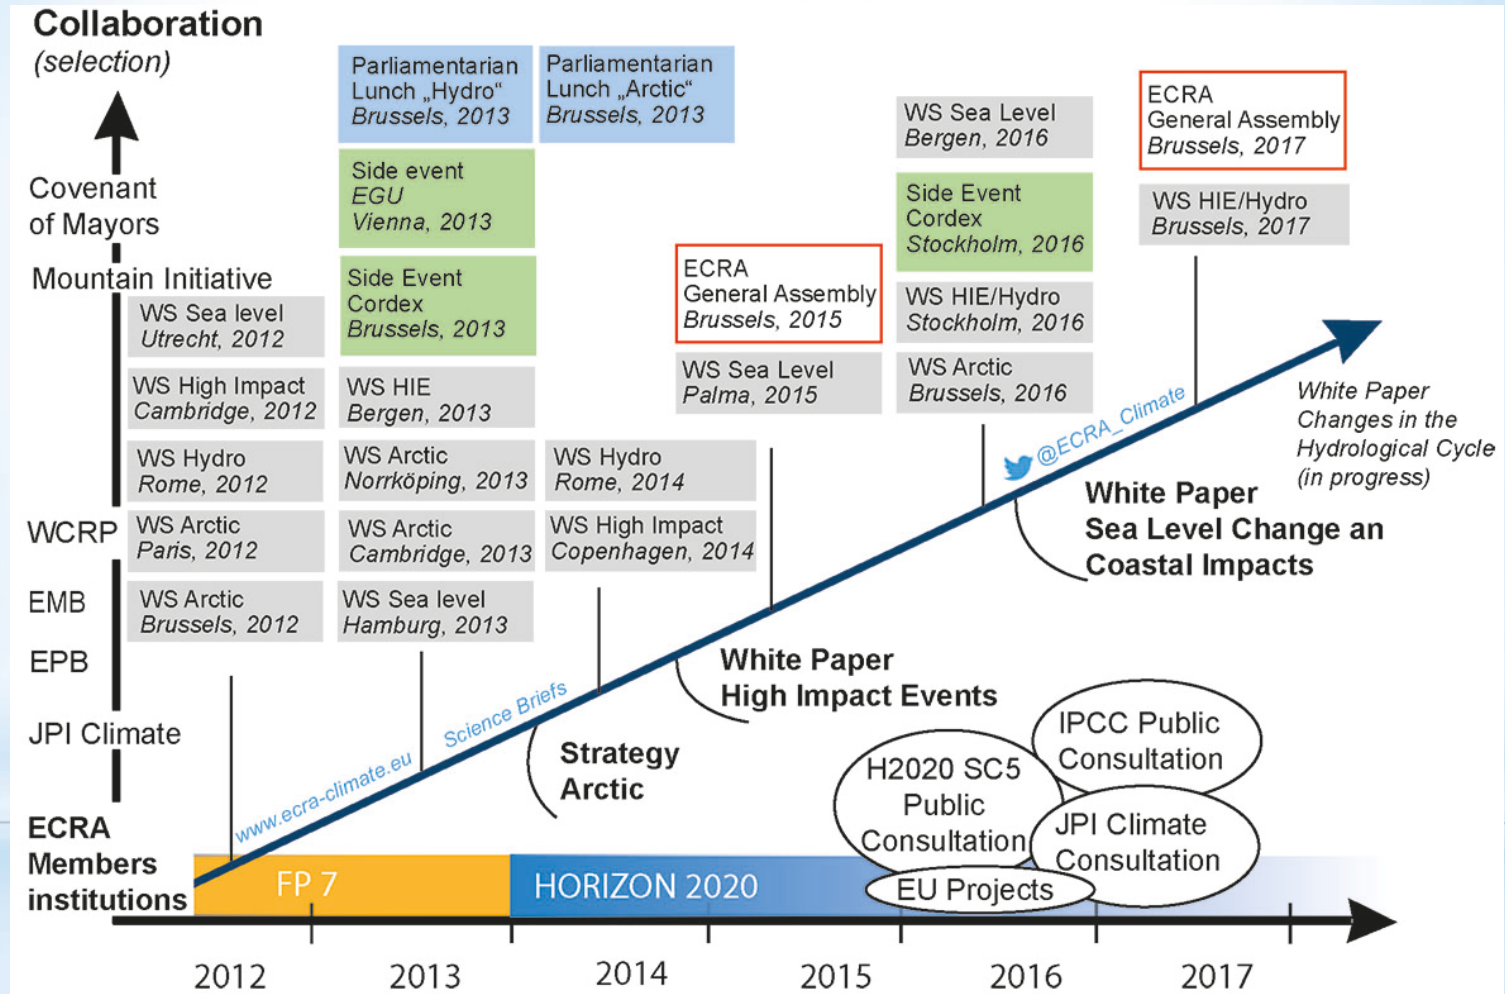 Collaboration
(selection)
Covenant
of Mayors
Mountain Initiative
WCRP
EMB
EPB
JPI Climate
ECRA
Members
institutions
WS Sea level
Utrecht, 2012
WS High Impact
Cambridge, 2012
WS Hydro
Rome, 2012
WS Arctic
Paris, 2012
WS Arctic
Brussels, 2012
Parliamentarian
Lunch „Hydro“
Brussels, 2013
Side event
EGU
Vienna, 2013
Side Event
Cordex
Brussels, 2013
WS HIE
Bergen, 2013
WS Arctic
Norrköping, 2013
WS Arctic
Cambridge, 2013
WS Sea level
Hamburg, 2013
Parliamentarian
Lunch „Arctic“
Brussels, 2013
WS Hydro
Rome, 2014
WS High Impact
Copenhagen, 2014
ECRA
General Assembly
Brussels, 2015
WS Sea Level
Palma, 2015
WS Sea Level
Bergen, 2016
Side Event
Cordex
Stockholm, 2016
WS HIE/Hydro
Stockholm, 2016
WS Arctic
Brussels, 2016
ECRA
General Assembly
Brussels, 2017
WS HIE/Hydro
Brussels, 2017
www.ecra-climate.eu
Science Briefs
@ECRA_Climate
Strategy
Arctic
White Paper
High Impact Events
White Paper
Sea Level Change an
Coastal Impacts
White Paper
Changes in the
Hydrological Cycle
(in progress)
H2020 SC5
Public
Consultation
IPCC Public
Consultation
JPI Climate
Consultation
EU Projects
FP 7
HORIZON 2020
2012
2013
2014
2015
2016
2017